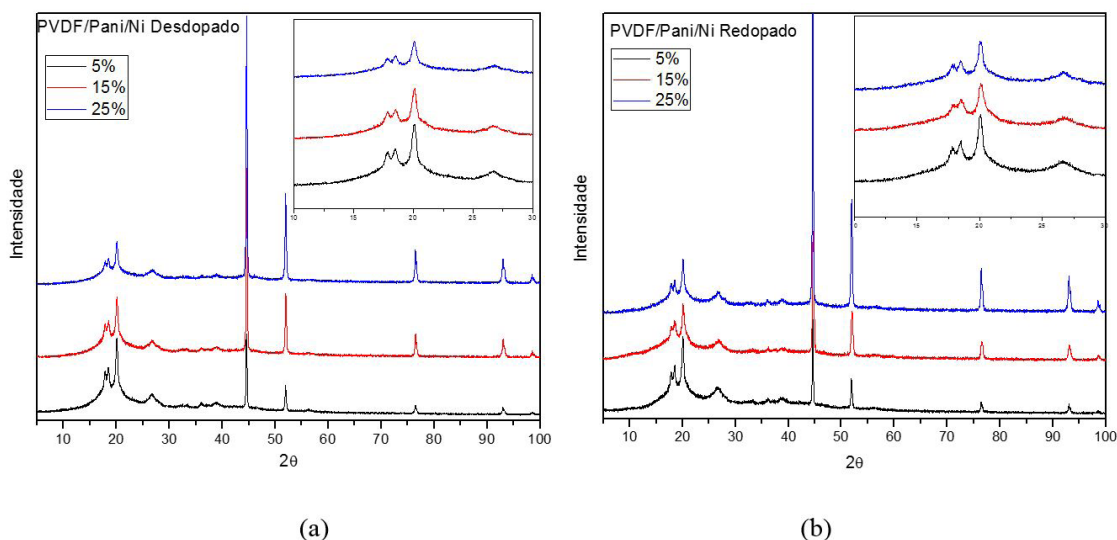 PVDF/Pani/Ni Desdopado
5%
15%
25%
10 15 20 25 30
Intensidade
10 20 30 40 50 60 70 80 90 100
2θ
(a)
PVDF/Pani/Ni Redopado
5%
15%
25%
10 15 20 25 30
Intensidade
10 20 30 40 50 60 70 80 90 100
2θ
(b)